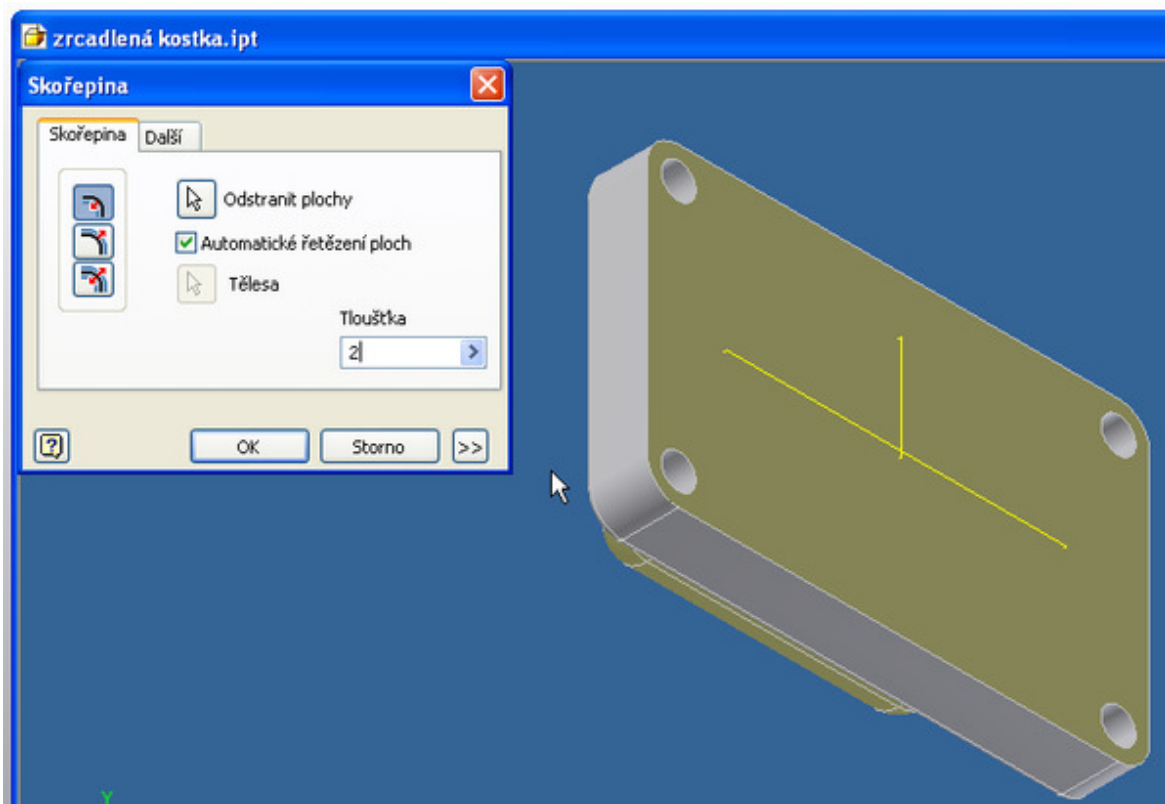 zrcadlená kostka.ipt
Skořepina
Skořepina Další
Odstranit plochy
Automatické řetězení ploch
Tělesa
Tloušťka
2
OK Storno >>
Y